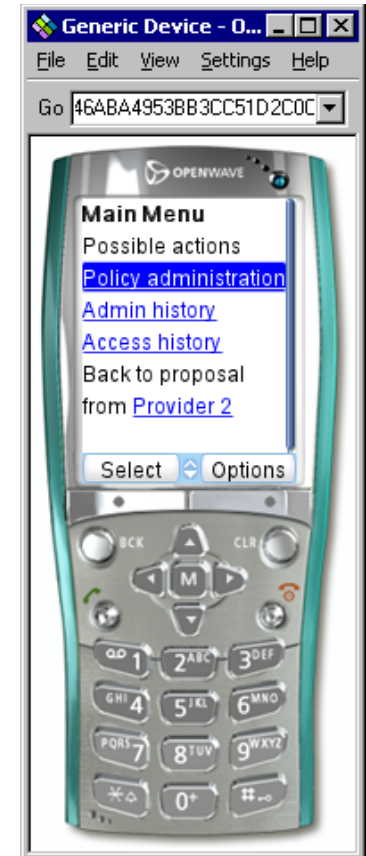 Generic Device - O...
File Edit View Settings Help
Go 46ABA4953BB3CC51D2C0C
OPENWAVE
Main Menu
Possible actions
Policy administration
Admin history
Access history
Back to proposal
from Provider 2
Select Options
BCK CLR
M
1 2ABC 3DEF
GHI4 5JKL 6MNO
PQRS7 8TUV 9WXYZ
* 0+ #